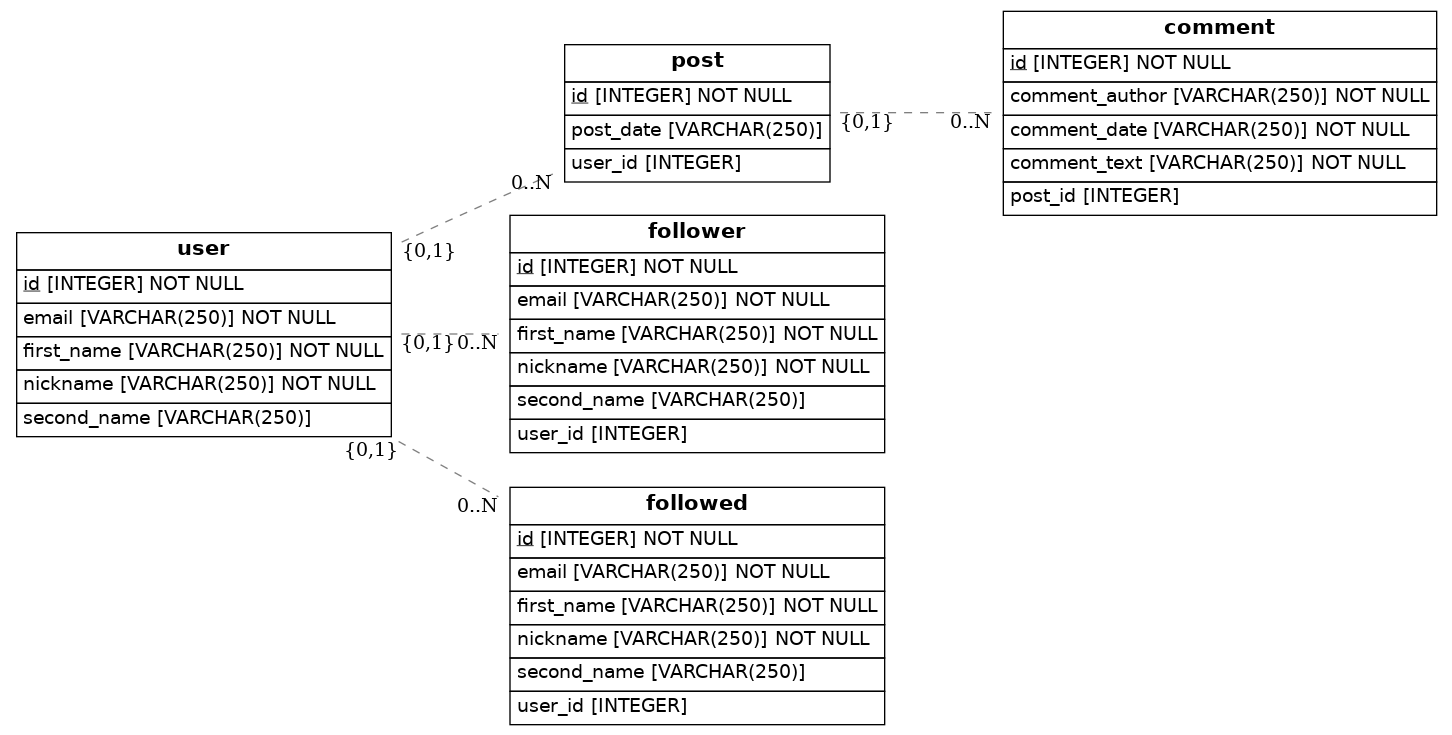 comment
id [INTEGER] NOT NULL
comment_author [VARCHAR(250)] NOT NULL
comment_date [VARCHAR(250)] NOT NULL
comment_text [VARCHAR(250)] NOT NULL
post_id [INTEGER]
post
id [INTEGER] NOT NULL
post_date [VARCHAR(250)]
user_id [INTEGER]
{0,1}
0..N
0..N
{0,1}
user
id [INTEGER] NOT NULL
email [VARCHAR(250)] NOT NULL
first_name [VARCHAR(250)] NOT NULL
nickname [VARCHAR(250)] NOT NULL
second_name [VARCHAR(250)]
{0,1}
0..N
follower
id [INTEGER] NOT NULL
email [VARCHAR(250)] NOT NULL
first_name [VARCHAR(250)] NOT NULL
nickname [VARCHAR(250)] NOT NULL
second_name [VARCHAR(250)]
user_id [INTEGER]
{0,1}
0..N
followed
id [INTEGER] NOT NULL
email [VARCHAR(250)] NOT NULL
first_name [VARCHAR(250)] NOT NULL
nickname [VARCHAR(250)] NOT NULL
second_name [VARCHAR(250)]
user_id [INTEGER]